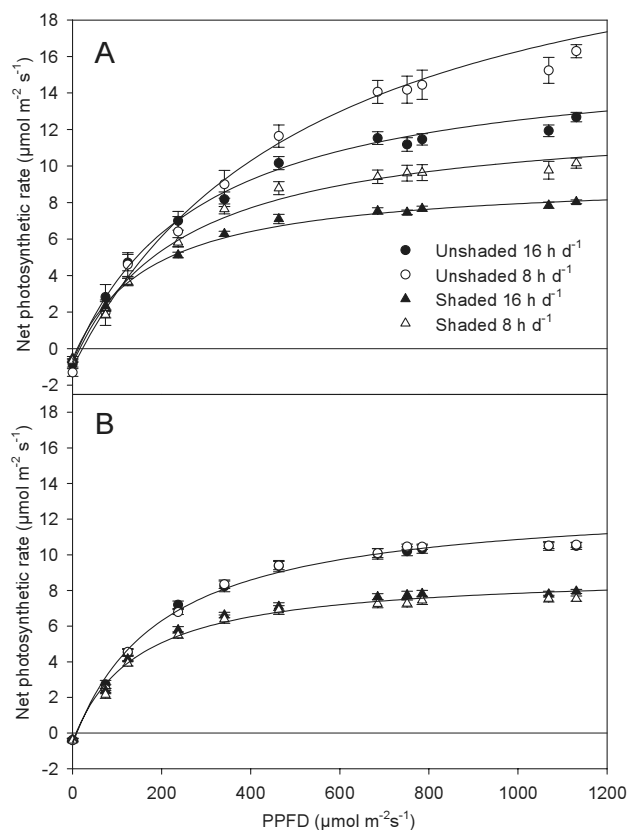 A
Net photosynthetic rate (µmol m⁻² s⁻¹)
18
16
14
12
10
8
6
4
2
0
-2
Unshaded 16 h d⁻¹
Unshaded 8 h d⁻¹
Shaded 16 h d⁻¹
Shaded 8 h d⁻¹
B
Net photosynthetic rate (µmol m⁻² s⁻¹)
18
16
14
12
10
8
6
4
2
0
-2
0 200 400 600 800 1000 1200
PPFD (µmol m⁻²s⁻¹)